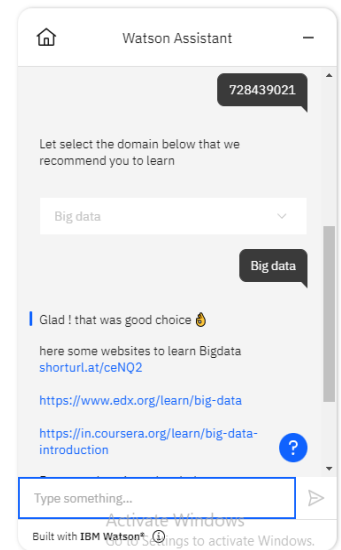 Watson Assistant
728439021
Let select the domain below that we
recommend you to learn
Big data
Big data
Glad ! that was good choice 👌
here some websites to learn Bigdata
shorturl.at/ceNQ2
https://www.edx.org/learn/big-data
https://in.coursera.org/learn/big-data-
introduction
?
Type something...
Activate Windows
Built with IBM Watson®
Go to Settings to activate Windows.